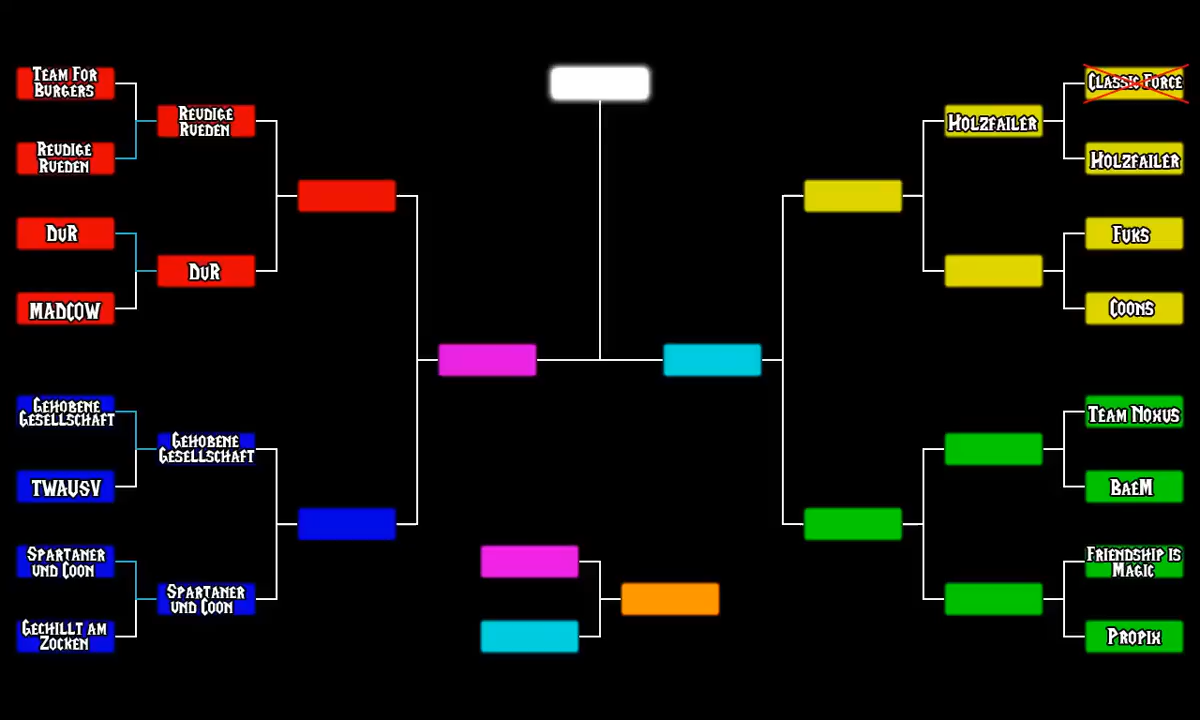 Team For
Burgers
Reudige
Rueden
DuR
MADCOW
Gehobene
Gesellschaft
TWAUSV
Spartaner
und Coon
Gechillt am
Zocken
Reudige
Rueden
DuR
Gehobene
Gesellschaft
Spartaner
und Coon
Holzfailer
Classic Force
Holzfailer
Fuks
Coons
Team Noxus
BaeM
Friendship is
Magic
Propix